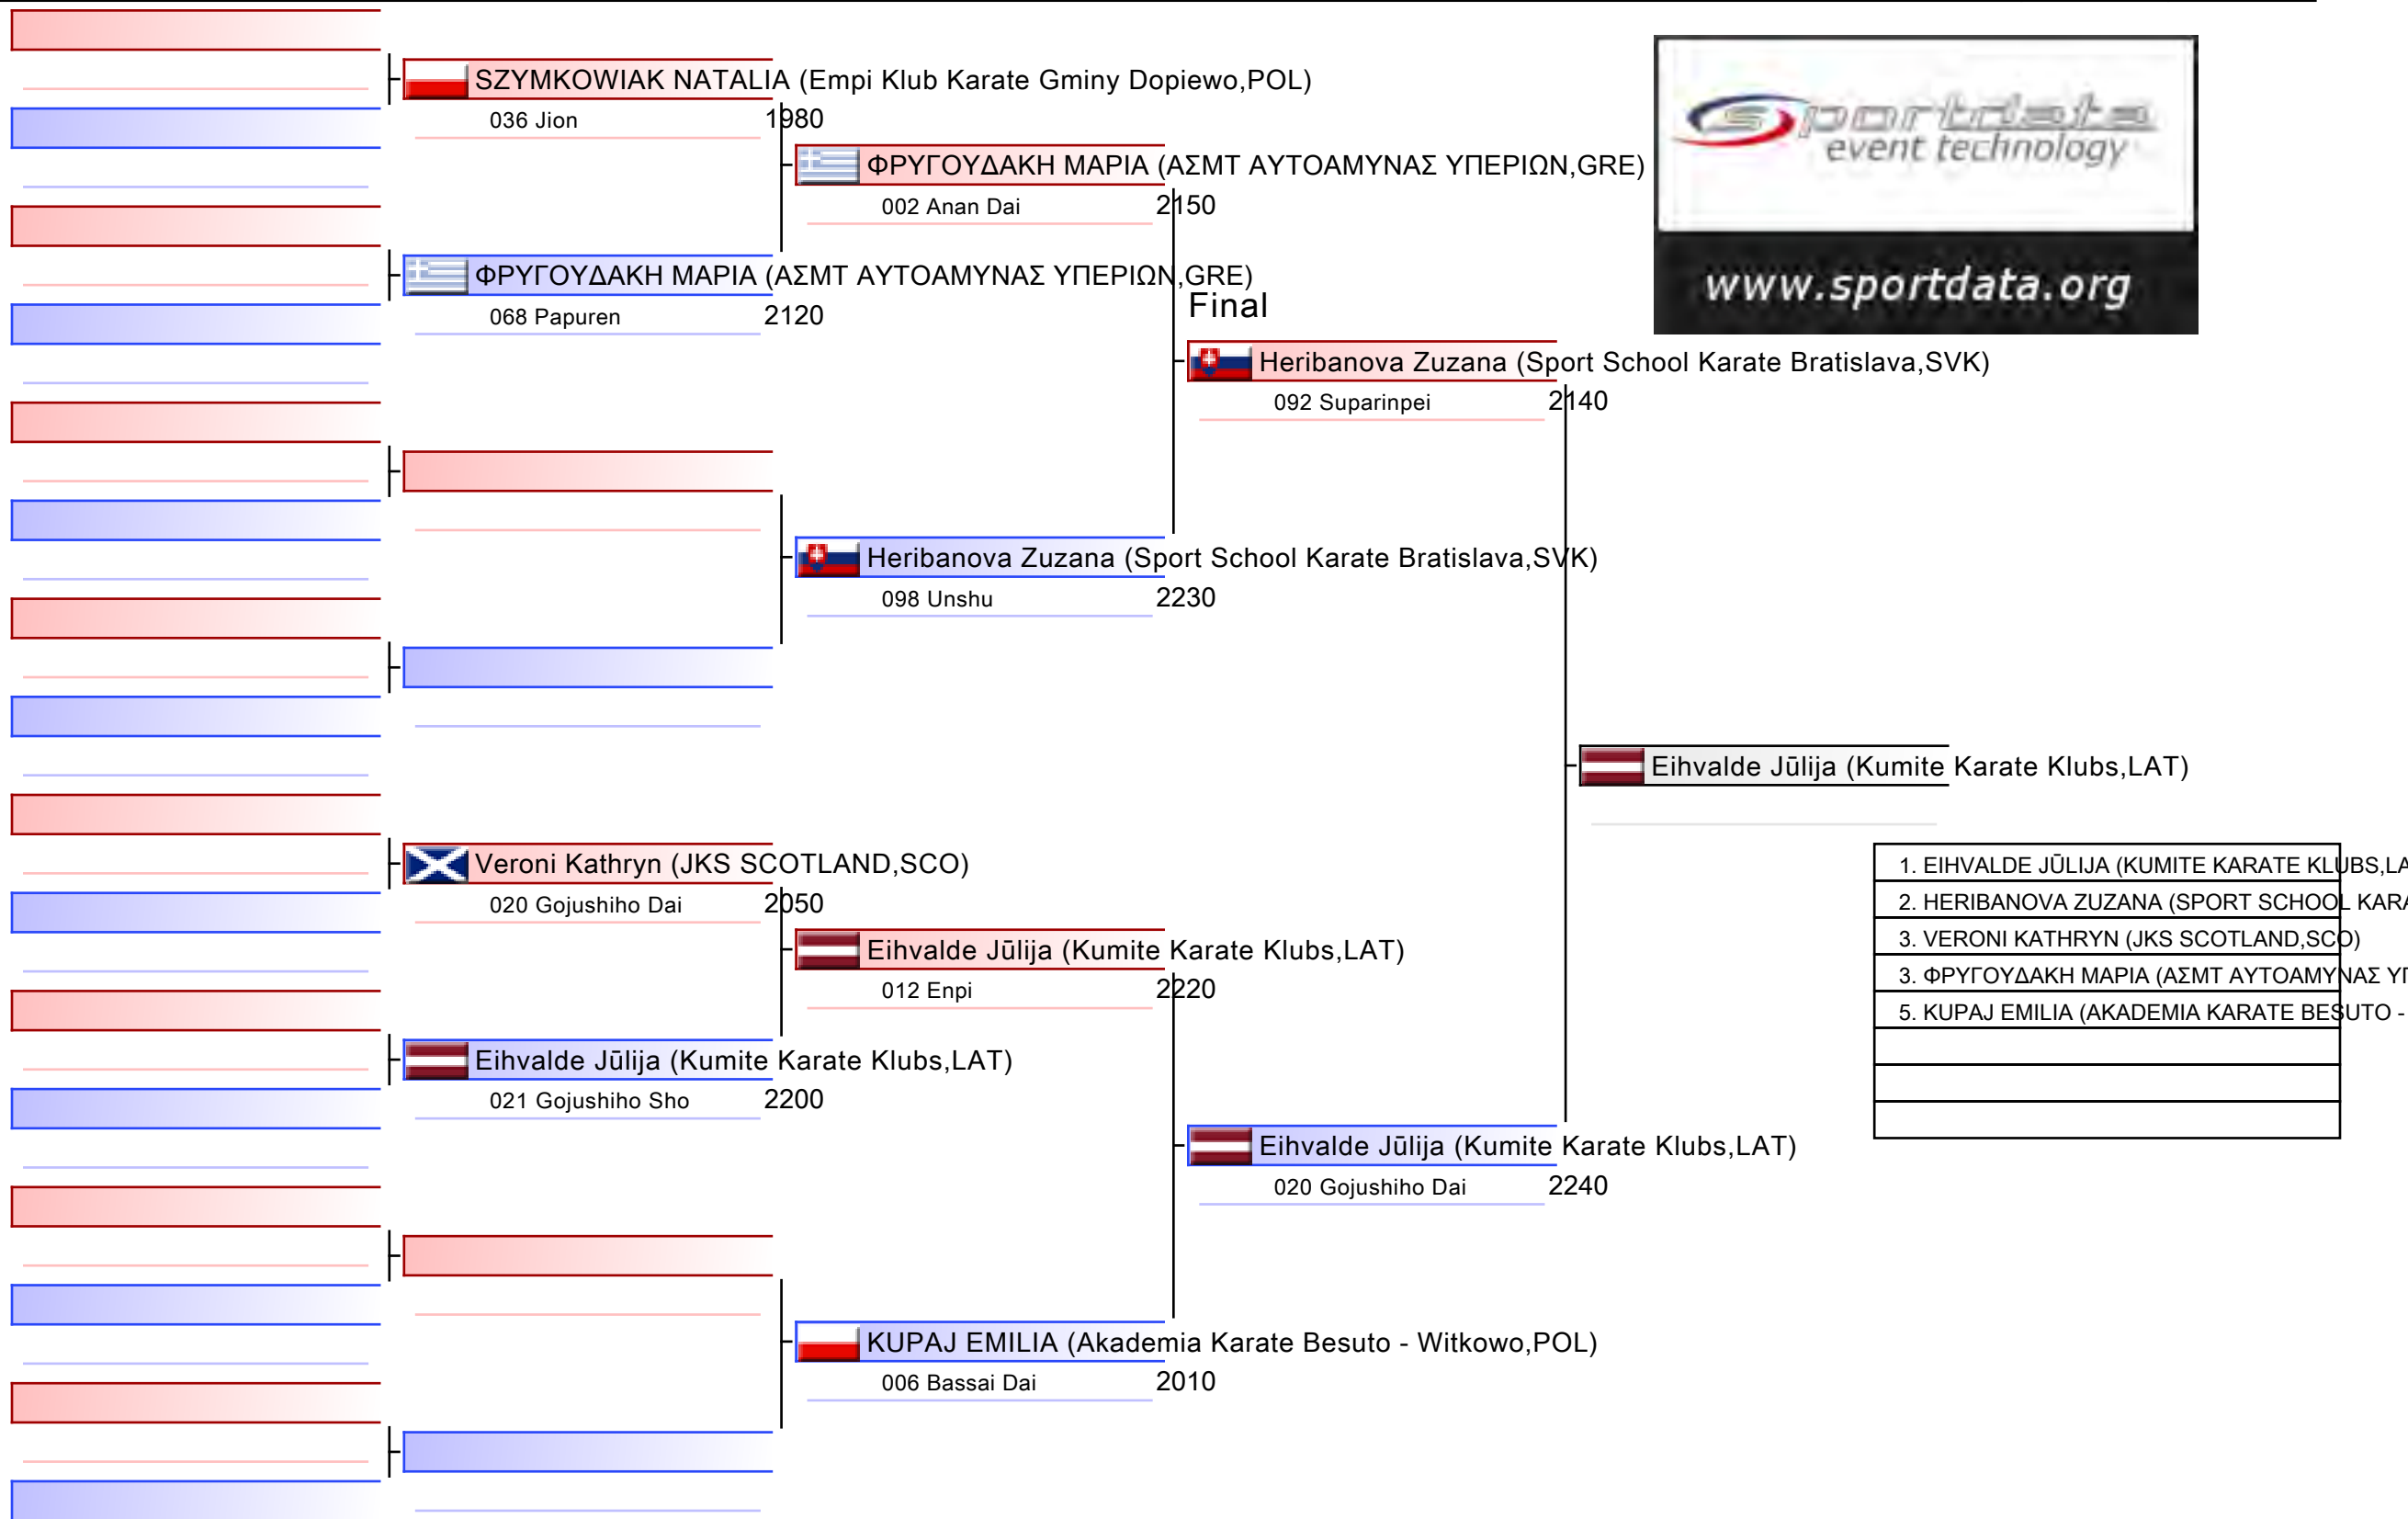 SZYMKOWIAK NATALIA (Empi Klub Karate Gminy Dopiewo,POL)
036 Jion 1980
ΦΡΥΓΟΥΔΑΚΗ ΜΑΡΙΑ (ΑΣΜΤ ΑΥΤΟΑΜΥΝΑΣ ΥΠΕΡΙΩΝ,GRE)
002 Anan Dai 2150
ΦΡΥΓΟΥΔΑΚΗ ΜΑΡΙΑ (ΑΣΜΤ ΑΥΤΟΑΜΥΝΑΣ ΥΠΕΡΙΩΝ,GRE)
068 Papuren 2120
sportdata
event technology
www.sportdata.org
Final
Heribanova Zuzana (Sport School Karate Bratislava,SVK)
092 Suparinpei 2140
Heribanova Zuzana (Sport School Karate Bratislava,SVK)
098 Unshu 2230
Eihvalde Jūlija (Kumite Karate Klubs,LAT)
Veroni Kathryn (JKS SCOTLAND,SCO)
020 Gojushiho Dai 2050
Eihvalde Jūlija (Kumite Karate Klubs,LAT)
012 Enpi 2220
Eihvalde Jūlija (Kumite Karate Klubs,LAT)
021 Gojushiho Sho 2200
Eihvalde Jūlija (Kumite Karate Klubs,LAT)
020 Gojushiho Dai 2240
KUPAJ EMILIA (Akademia Karate Besuto - Witkowo,POL)
006 Bassai Dai 2010
1. EIHVALDE JŪLIJA (KUMITE KARATE KLUBS,LA
2. HERIBANOVA ZUZANA (SPORT SCHOOL KARA
3. VERONI KATHRYN (JKS SCOTLAND,SCO)
3. ΦΡΥΓΟΥΔΑΚΗ ΜΑΡΙΑ (ΑΣΜΤ ΑΥΤΟΑΜΥΝΑΣ ΥΠ
5. KUPAJ EMILIA (AKADEMIA KARATE BESUTO -